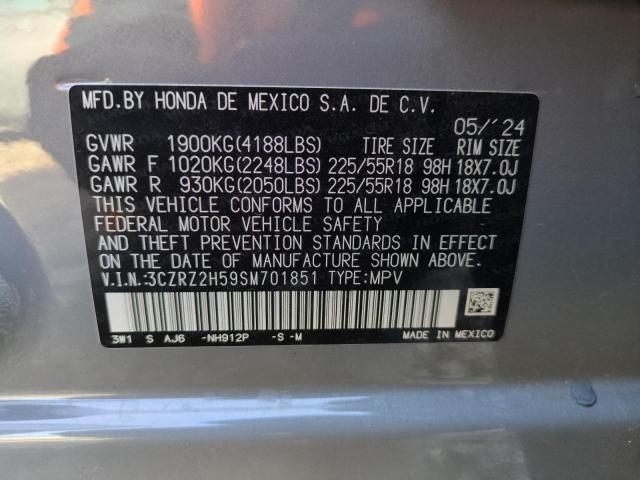 MFD.BY HONDA DE MEXICO S.A. DE C.V.
05/'24
GVWR 1900KG(4188LBS) TIRE SIZE RIM SIZE
GAWR F 1020KG(2248LBS) 225/55R18 98H 18X7.0J
GAWR R 930KG(2050LBS) 225/55R18 98H 18X7.0J
THIS VEHICLE CONFORMS TO ALL APPLICABLE
FEDERAL MOTOR VEHICLE SAFETY
AND THEFT PREVENTION STANDARDS IN EFFECT
ON THE DATE OF MANUFACTURE SHOWN ABOVE.
V.I.N.:3CZRZ2H59SM701851 TYPE:MPV
3W1 S AJ6 -NH912P -S -M MADE IN MEXICO